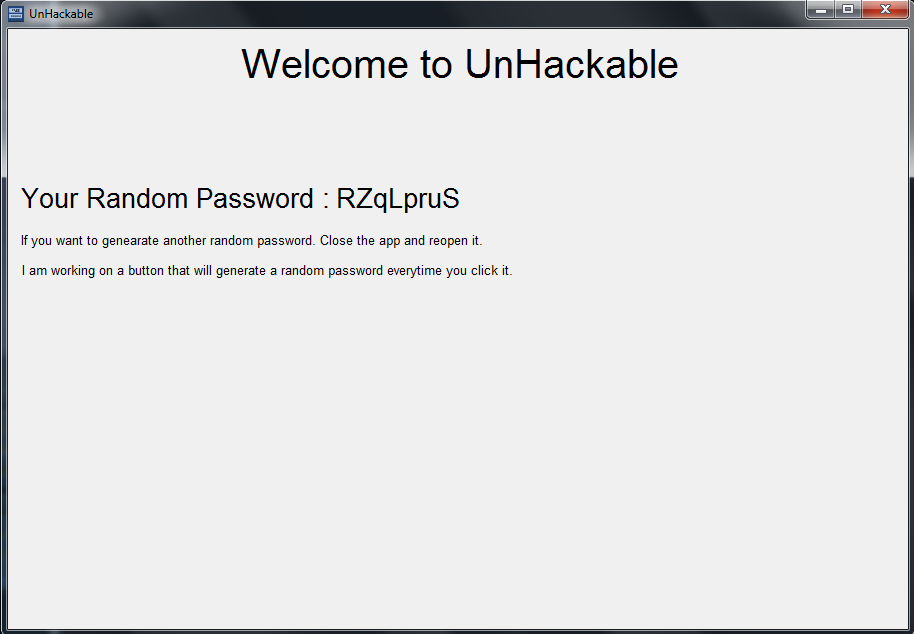 UnHackable
Welcome to UnHackable
Your Random Password : RZqLpruS
If you want to genearate another random password. Close the app and reopen it.
I am working on a button that will generate a random password everytime you click it.